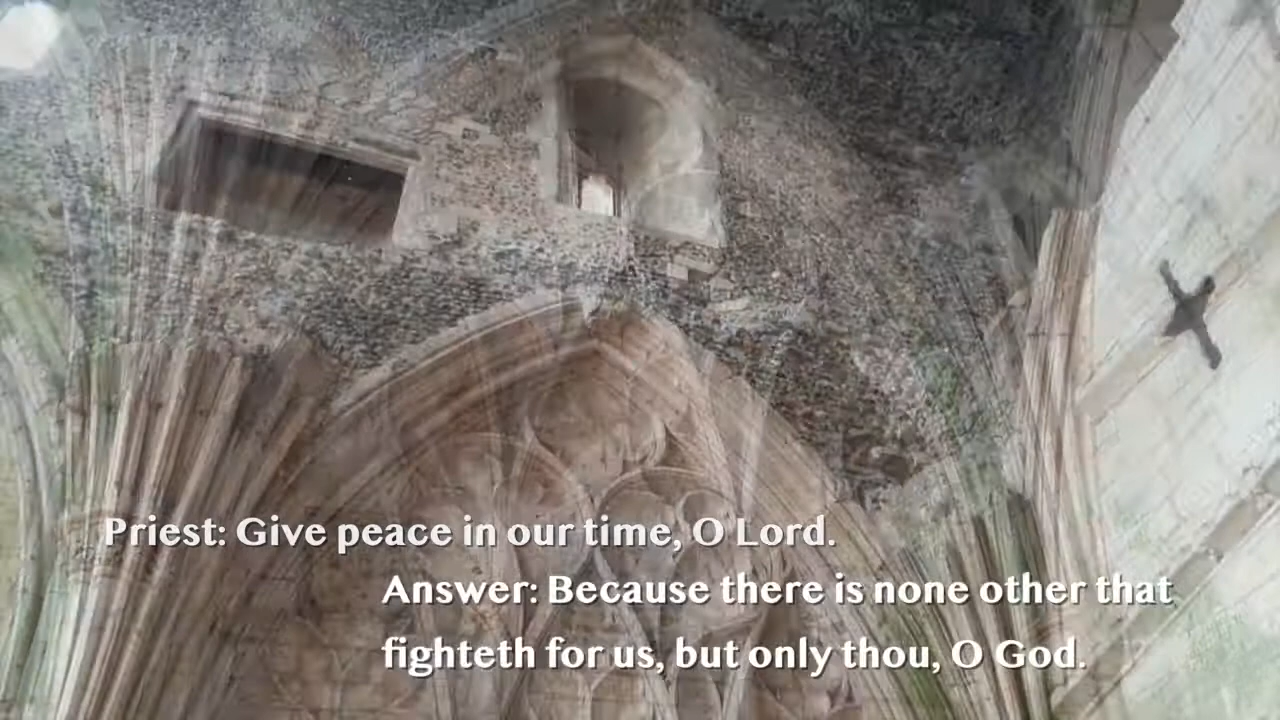 Priest: Give peace in our time, O Lord.
Answer: Because there is none other that
fighteth for us, but only thou, O God.